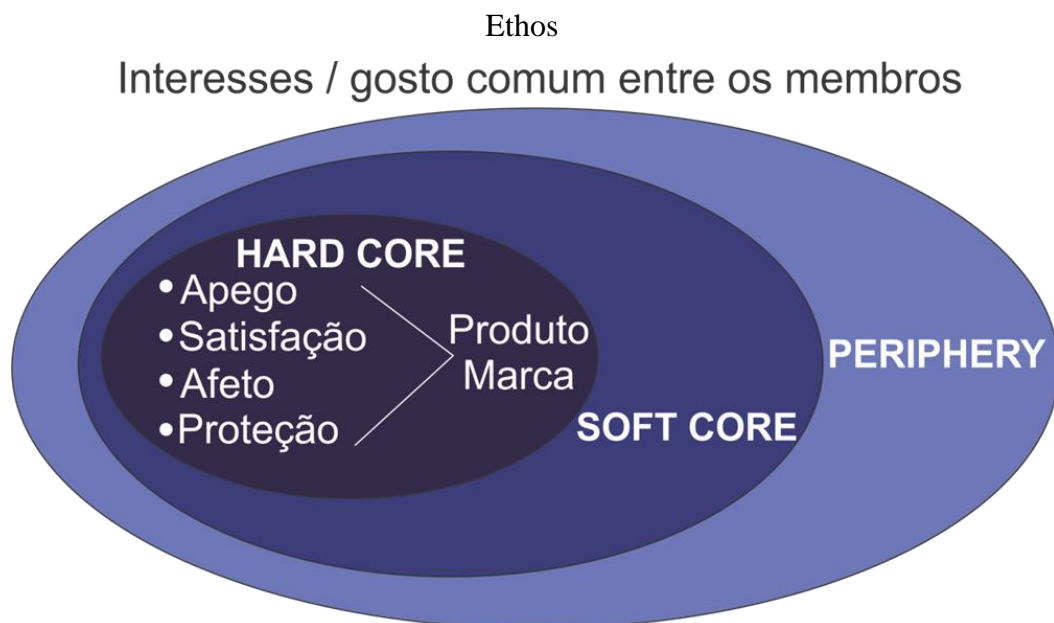 Ethos
Interesses / gosto comum entre os membros
HARD CORE
• Apego
• Satisfação
• Afeto
• Proteção
Produto
Marca
SOFT CORE
PERIPHERY